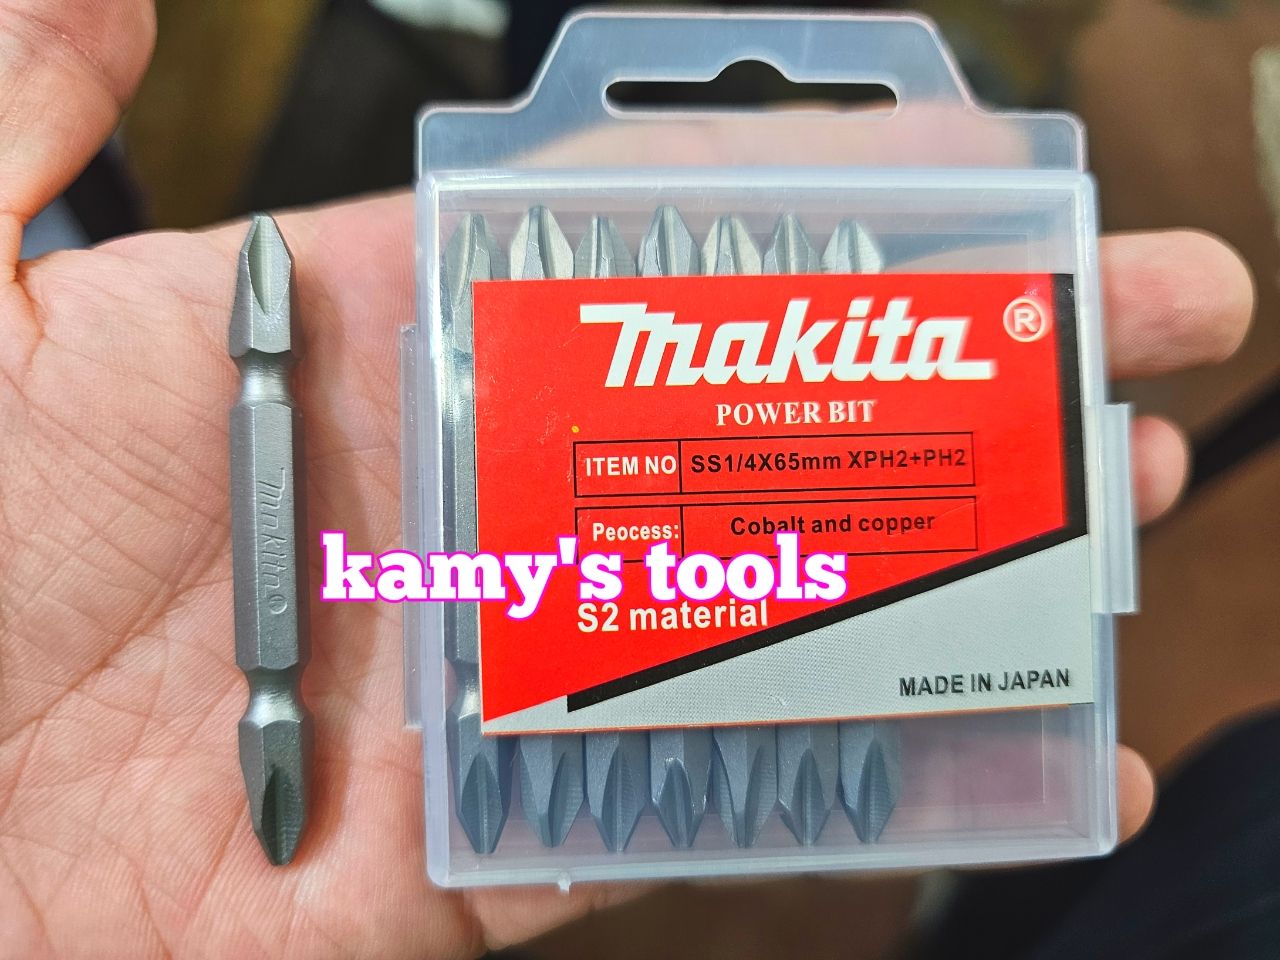 makita ®
POWER BIT
ITEM NO SS1/4X65mm XPH2+PH2
Peocess: Cobalt and copper
kamy's tools
S2 material
MADE IN JAPAN
makita